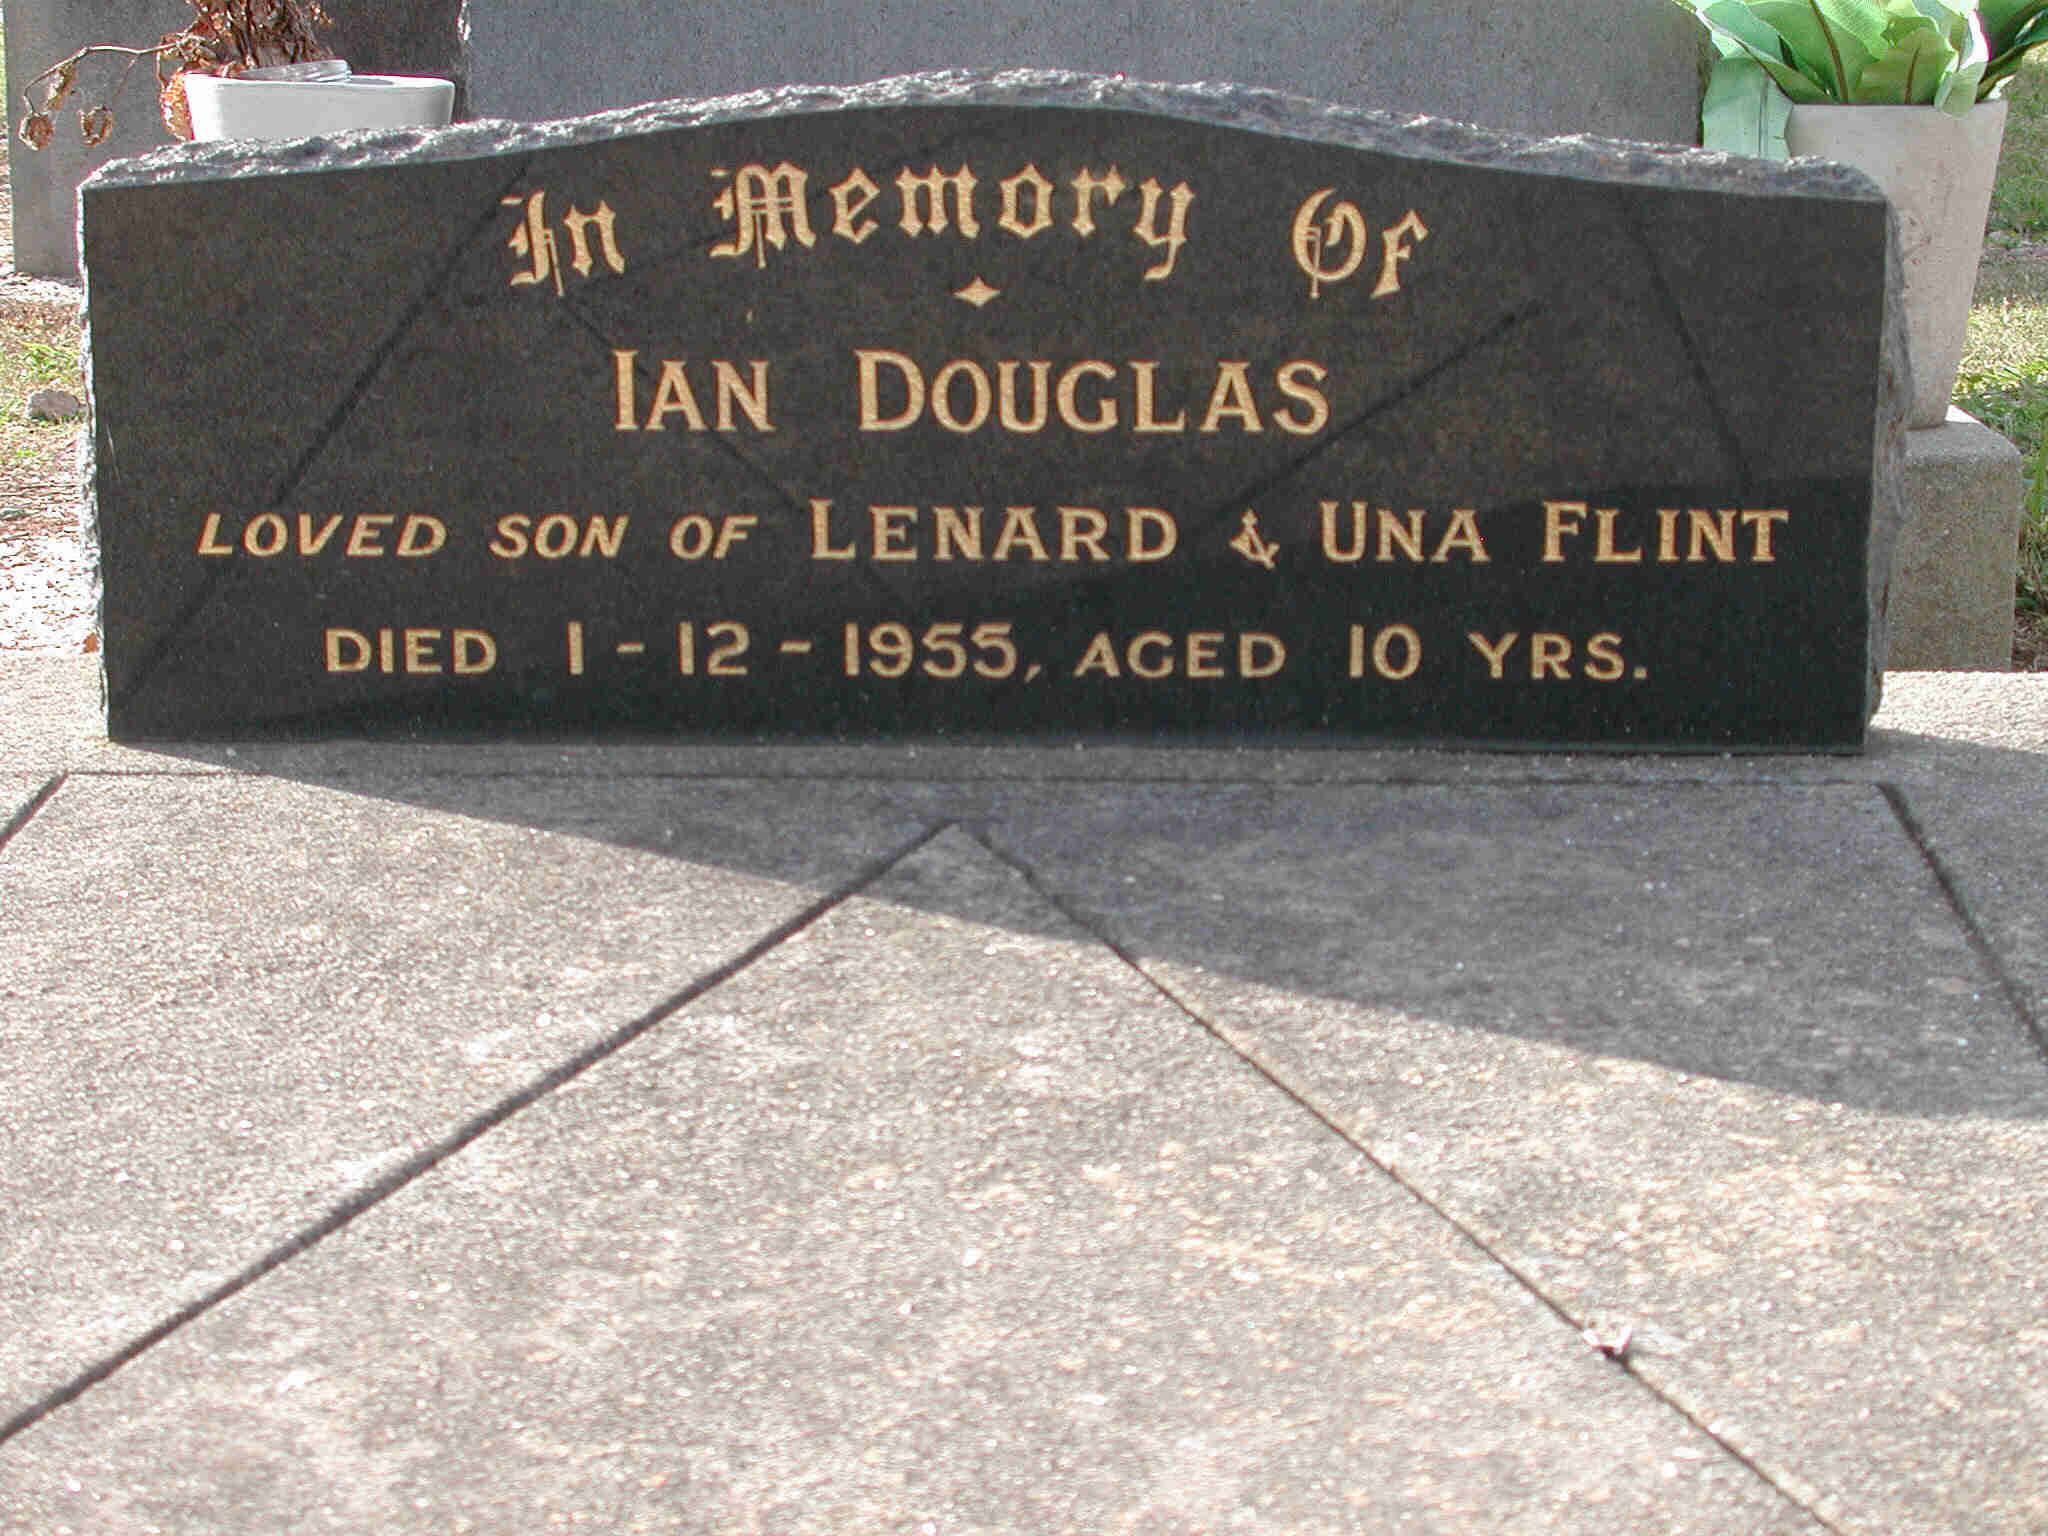 In Memory Of
IAN DOUGLAS
LOVED SON OF LENARD & UNA FLINT
DIED 1-12-1955, AGED 10 YRS.